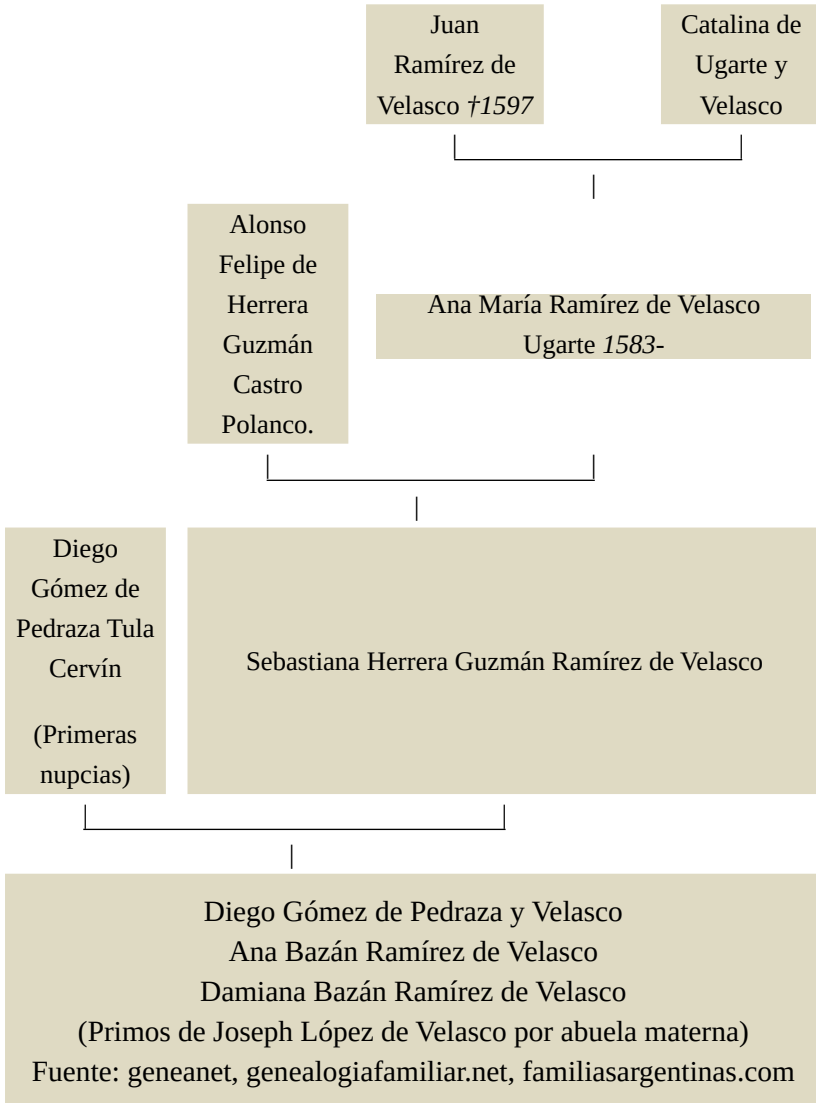 Juan
Ramírez de
Velasco †1597
Catalina de
Ugarte y
Velasco
Alonso
Felipe de
Herrera
Guzmán
Castro
Polanco.
Ana María Ramírez de Velasco
Ugarte 1583-
Diego
Gómez de
Pedraza Tula
Cervín
(Primeras
nupcias)
Sebastiana Herrera Guzmán Ramírez de Velasco
Diego Gómez de Pedraza y Velasco
Ana Bazán Ramírez de Velasco
Damiana Bazán Ramírez de Velasco
(Primos de Joseph López de Velasco por abuela materna)
Fuente: geneanet, genealogiafamiliar.net, familiasargentinas.com